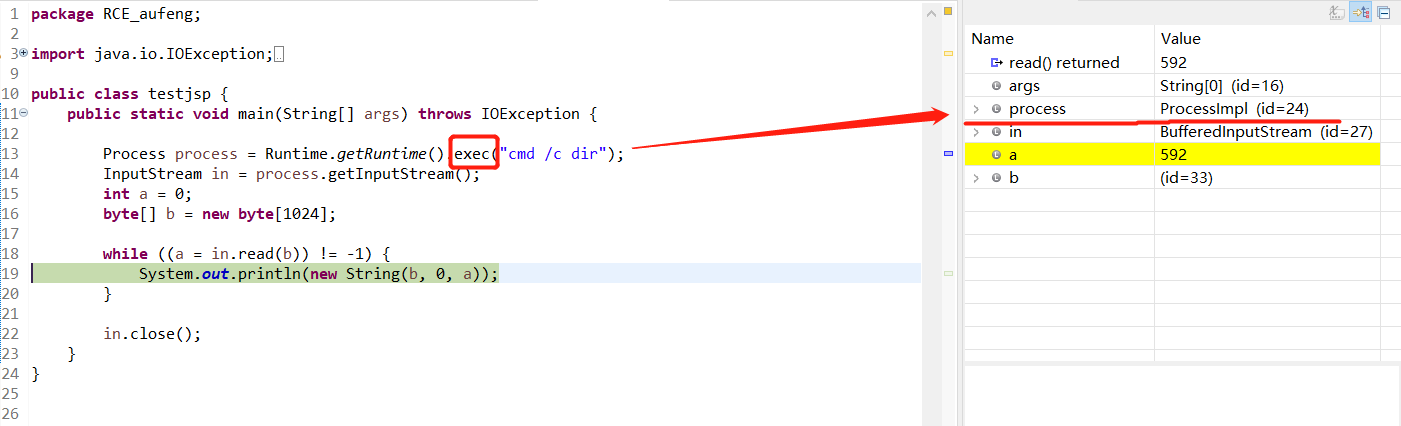 1 package RCE_aufeng;
2
3 import java.io.IOException;
9
10 public class testjsp {
11     public static void main(String[] args) throws IOException {
12
13         Process process = Runtime.getRuntime().exec("cmd /c dir");
14         InputStream in = process.getInputStream();
15         int a = 0;
16         byte[] b = new byte[1024];
17
18         while ((a = in.read(b)) != -1) {
19             System.out.println(new String(b, 0, a));
20         }
21
22         in.close();
23     }
24 }
25
26
Name Value
read() returned 592
args String[0] (id=16)
process ProcessImpl (id=24)
in BufferedInputStream (id=27)
a 592
b (id=33)